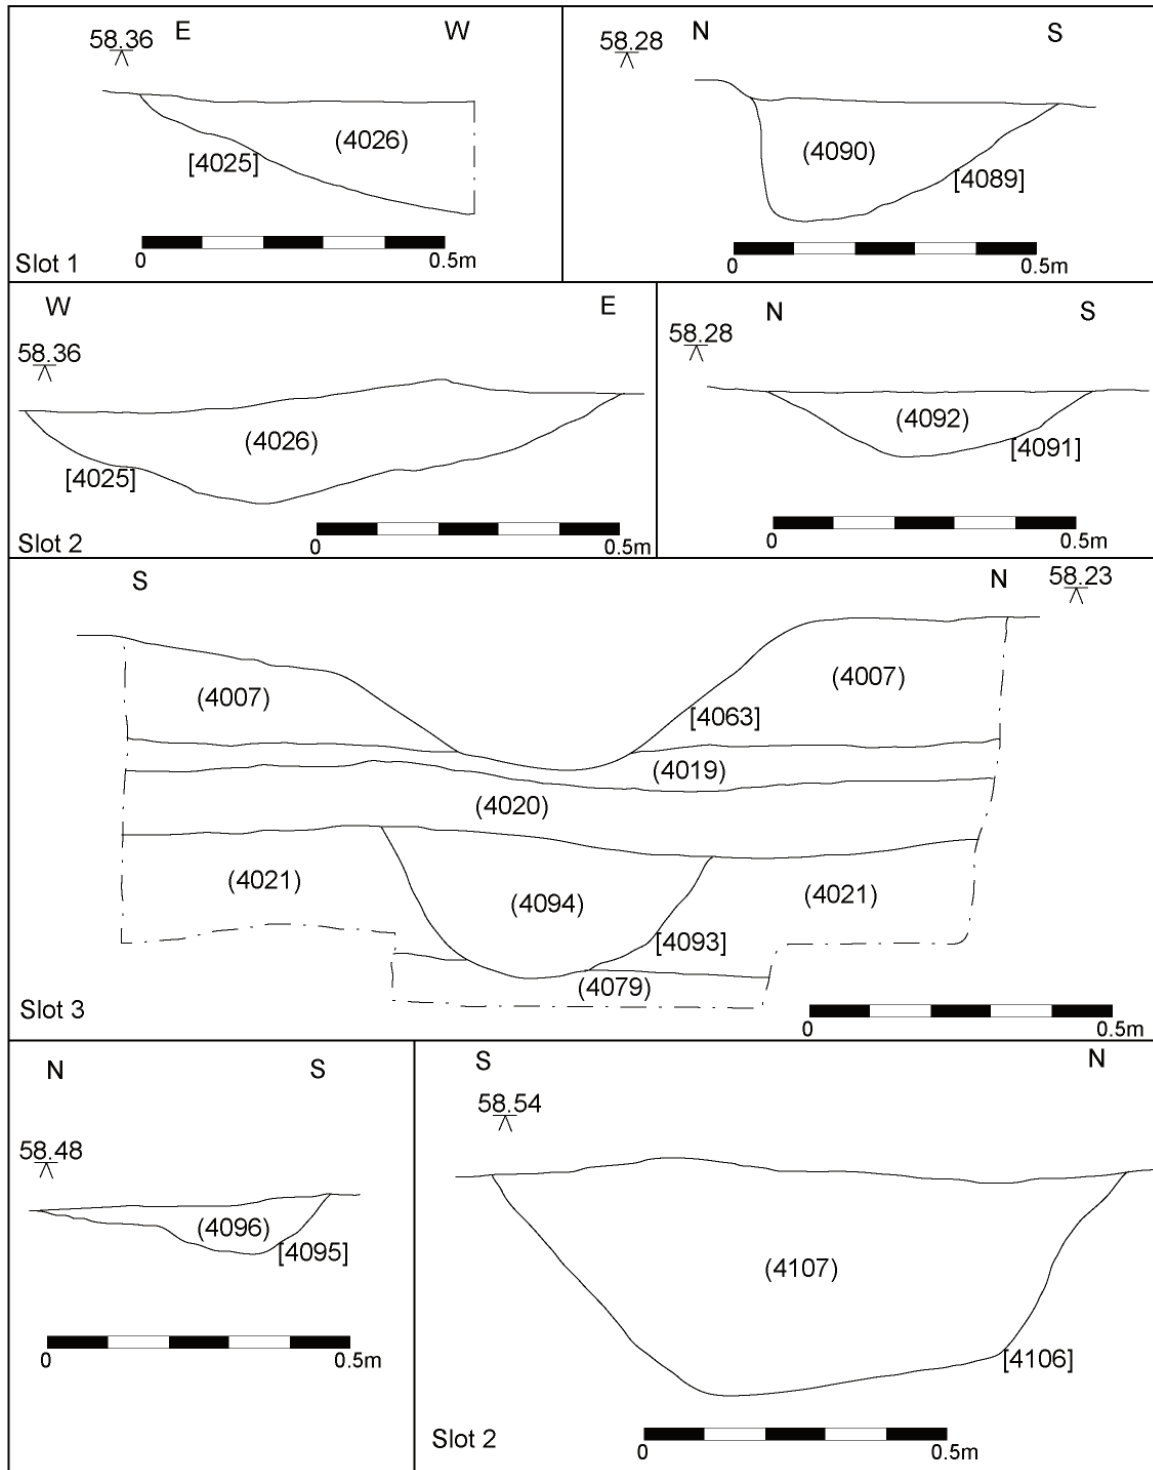 E W
58.36
(4026)
[4025]
0 0.5m
Slot 1
N S
58.28
(4090)
[4089]
0 0.5m
W E
58.36
(4026)
[4025]
0 0.5m
Slot 2
N S
58.28
(4092)
[4091]
0 0.5m
S N
58.23
(4007) (4007)
[4063]
(4019)
(4020)
(4021) (4094) (4021)
[4093]
(4079)
Slot 3
0 0.5m
N S
58.48
(4096)
[4095]
0 0.5m
S N
58.54
(4107)
[4106]
Slot 2
0 0.5m